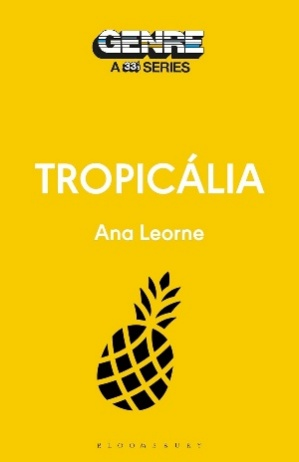 GENRE
A 33⅓ SERIES
TROPICÁLIA
Ana Leorne
BLOOMSBURY